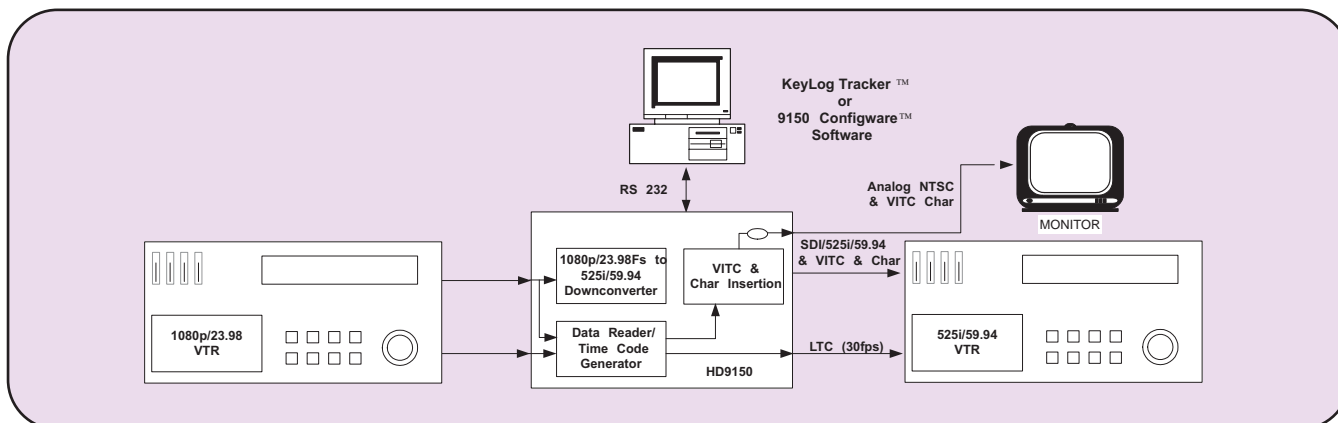 KeyLog Tracker ™
or
9150 Configware™
Software
RS 232
Analog NTSC
& VITC Char
MONITOR
1080p/23.98Fs to
525i/59.94
Downconverter
VITC &
Char Insertion
SDI/525i/59.94
& VITC & Char
1080p/23.98
VTR
Data Reader/
Time Code
Generator
HD9150
LTC (30fps)
525i/59.94
VTR